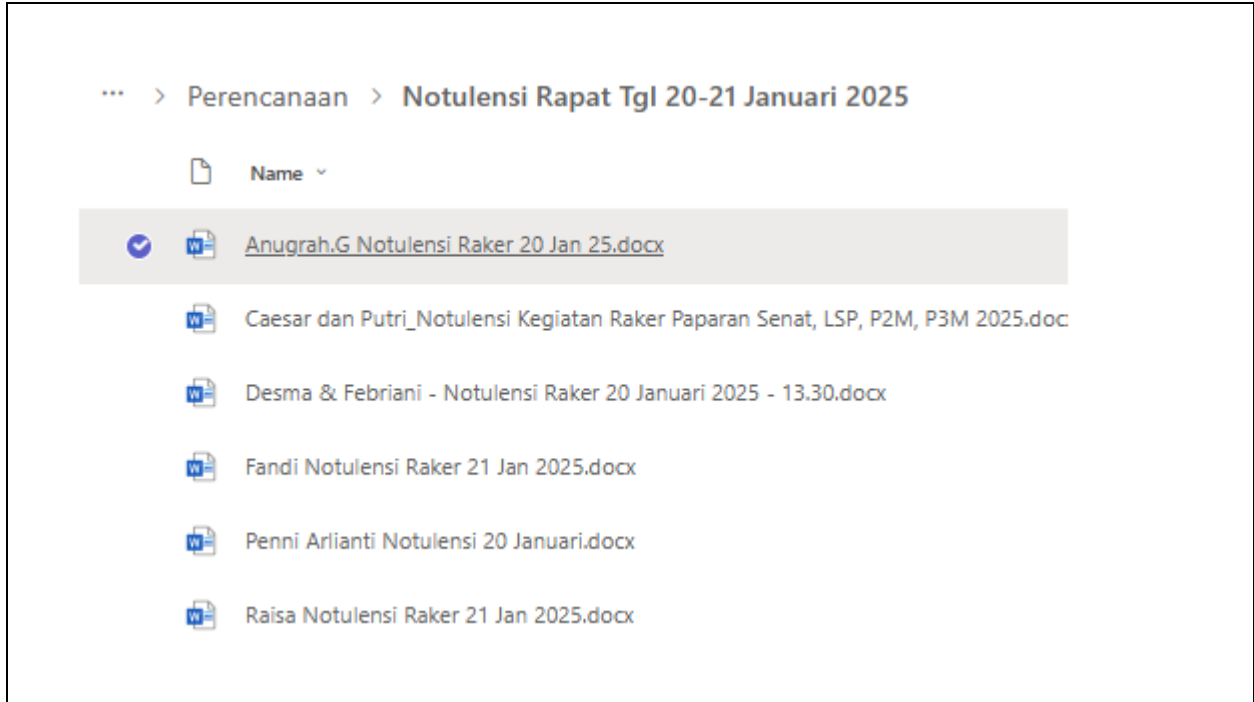 ... > Perencanaan > Notulensi Rapat Tgl 20-21 Januari 2025
Name
Anugrah.G Notulensi Raker 20 Jan 25.docx
Caesar dan Putri_Notulensi Kegiatan Raker Paparan Senat, LSP, P2M, P3M 2025.doc
Desma & Febriani - Notulensi Raker 20 Januari 2025 - 13.30.docx
Fandi Notulensi Raker 21 Jan 2025.docx
Penni Arlianti Notulensi 20 Januari.docx
Raisa Notulensi Raker 21 Jan 2025.docx